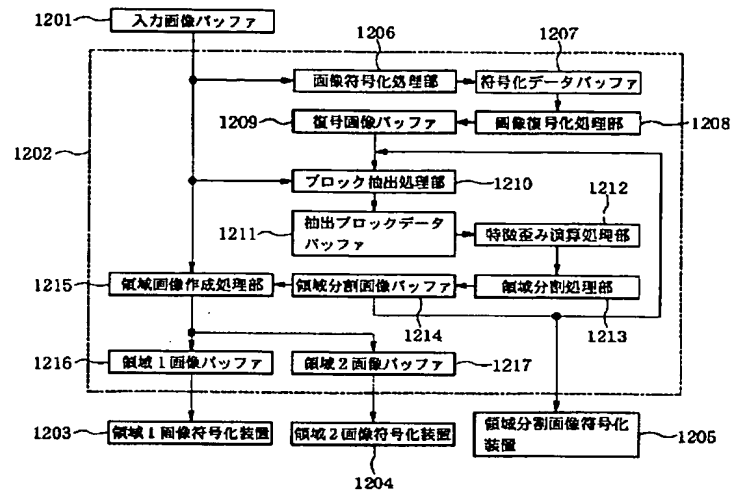 1201
入力画像バッファ
1206
1207
画像符号化処理部
符号化データバッファ
1209
復号画像バッファ
画像復号化処理部
1208
1202
ブロック抽出処理部
1210
1212
1211
抽出ブロックデータ
バッファ
特徴歪み演算処理部
1215
領域画像作成処理部
領域分割画像バッファ
領域分割処理部
1214
1213
1216
領域1画像バッファ
領域2画像バッファ
1217
1203
領域1画像符号化装置
領域2画像符号化装置
領域分割画像符号化
装置
1205
1204